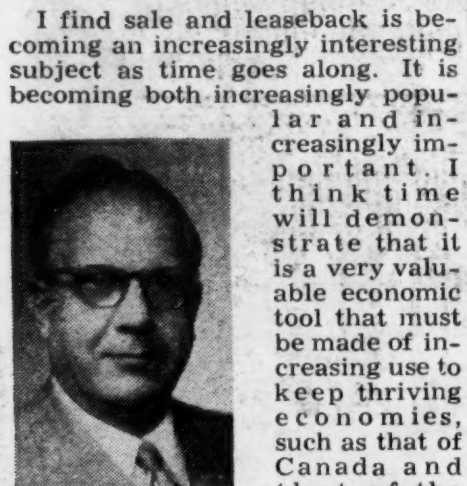 I find sale and leaseback is be-
coming an increasingly interesting
subject as time goes along. It is
becoming both increasingly popu-
lar and in-
creasingly im-
portant. I
think time
will demon-
strate that it
is a very valu-
able economic
tool that must
be made of in-
creasing use to
keep thriving
economies,
such as that of
Canada and